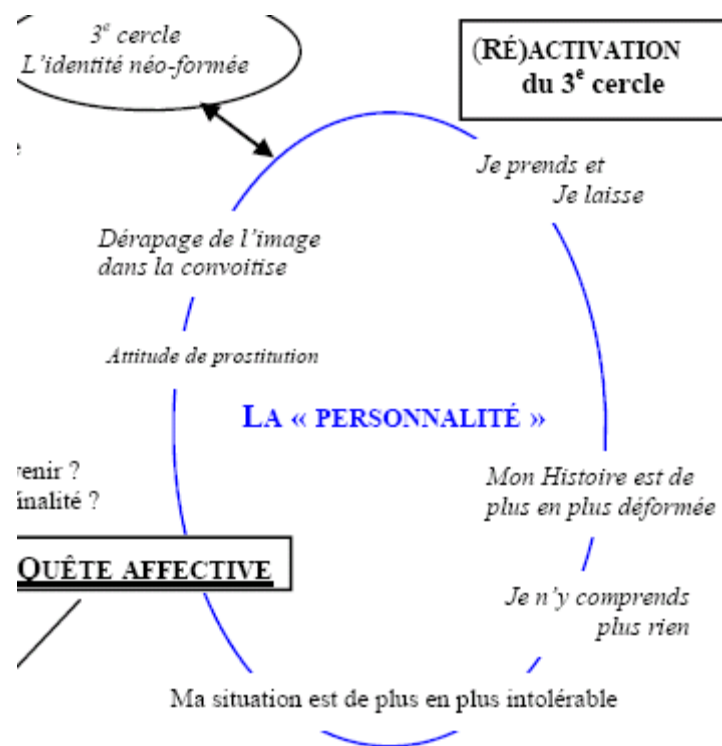 3e cercle
L'identité néo-formée
(RÉ)ACTIVATION
du 3e cercle
Je prends et
Je laisse
Dérapage de l'image
dans la convoitise
Attitude de prostitution
LA « PERSONNALITÉ »
Mon Histoire est de
plus en plus déformée
QUÊTE AFFECTIVE
Je n'y comprends
plus rien
Ma situation est de plus en plus intolérable